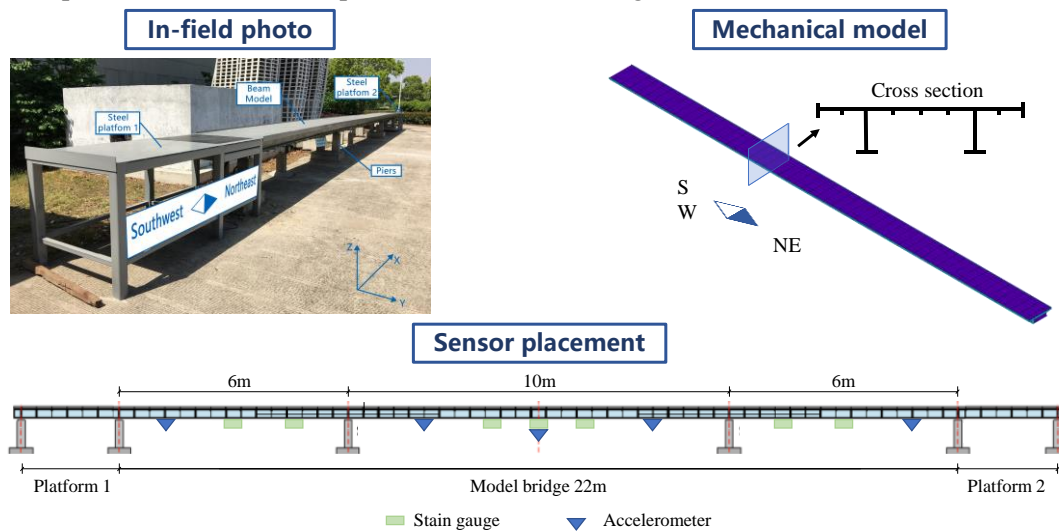 In-field photo
Mechanical model
Steel
platfom 2
Beam
Model
Steel
platfom 1
Piers
Southwest
Northeast
Z
X
Y
Cross section
S
W
NE
Sensor placement
6m
10m
6m
Platform 1
Model bridge 22m
Platform 2
Stain gauge
Accelerometer